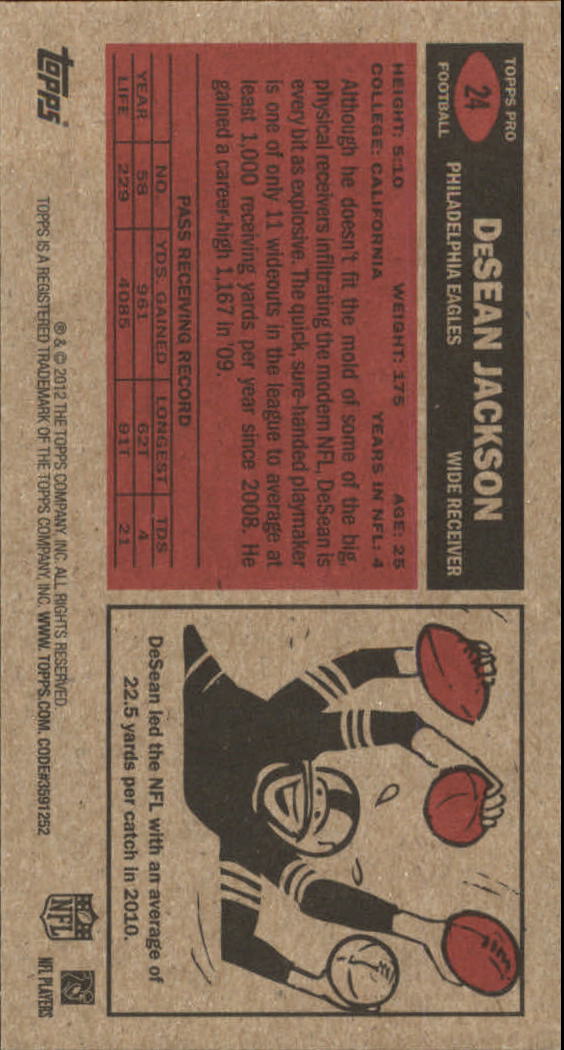 TOPPS PRO
24
FOOTBALL
DeSEAN JACKSON
PHILADELPHIA EAGLES WIDE RECEIVER
HEIGHT: 5:10 WEIGHT: 175 AGE: 25
COLLEGE: CALIFORNIA YEARS IN NFL: 4
Although he doesn't fit the mold of some of the big,
physical receivers infiltrating the modern NFL, DeSean is
every bit as explosive. The quick, sure-handed playmaker
is one of only 11 wideouts in the league to average at
least 1,000 receiving yards per year since 2008. He
gained a career-high 1,167 in '09.
PASS RECEIVING RECORD
YEAR NO. YDS. GAINED LONGEST TDS
YEAR 58 961 62T 4
LIFE 229 4085 91T 21
DeSean led the NFL with an average of
22.5 yards per catch in 2010.
topps
® & © 2012 THE TOPPS COMPANY, INC. ALL RIGHTS RESERVED.
TOPPS IS A REGISTERED TRADEMARK OF THE TOPPS COMPANY, INC. WWW.TOPPS.COM. CODE#3591252
NFL
NFL PLAYERS